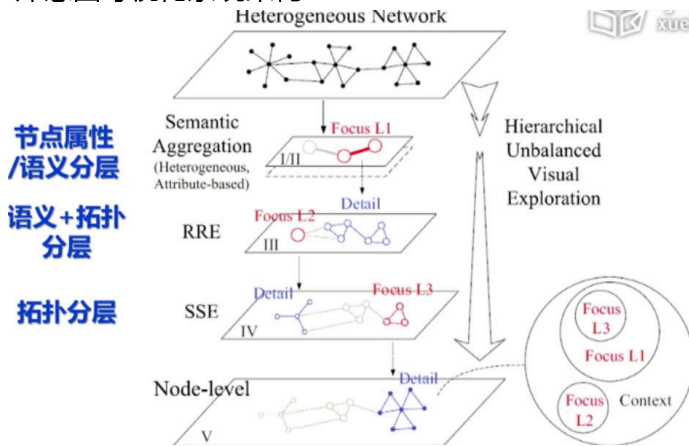 Heterogeneous Network
xue
节点属性
/语义分层
Semantic
Aggregation
(Heterogeneous,
Attribute-based)
Focus L1
I/II
Hierarchical
Unbalanced
Visual
Exploration
Detail
语义+拓扑
分层
RRE
Focus L2
III
拓扑分层
SSE
Detail
Focus L3
IV
Node-level
Detail
V
Focus
L3
Focus L1
Focus
L2
Context